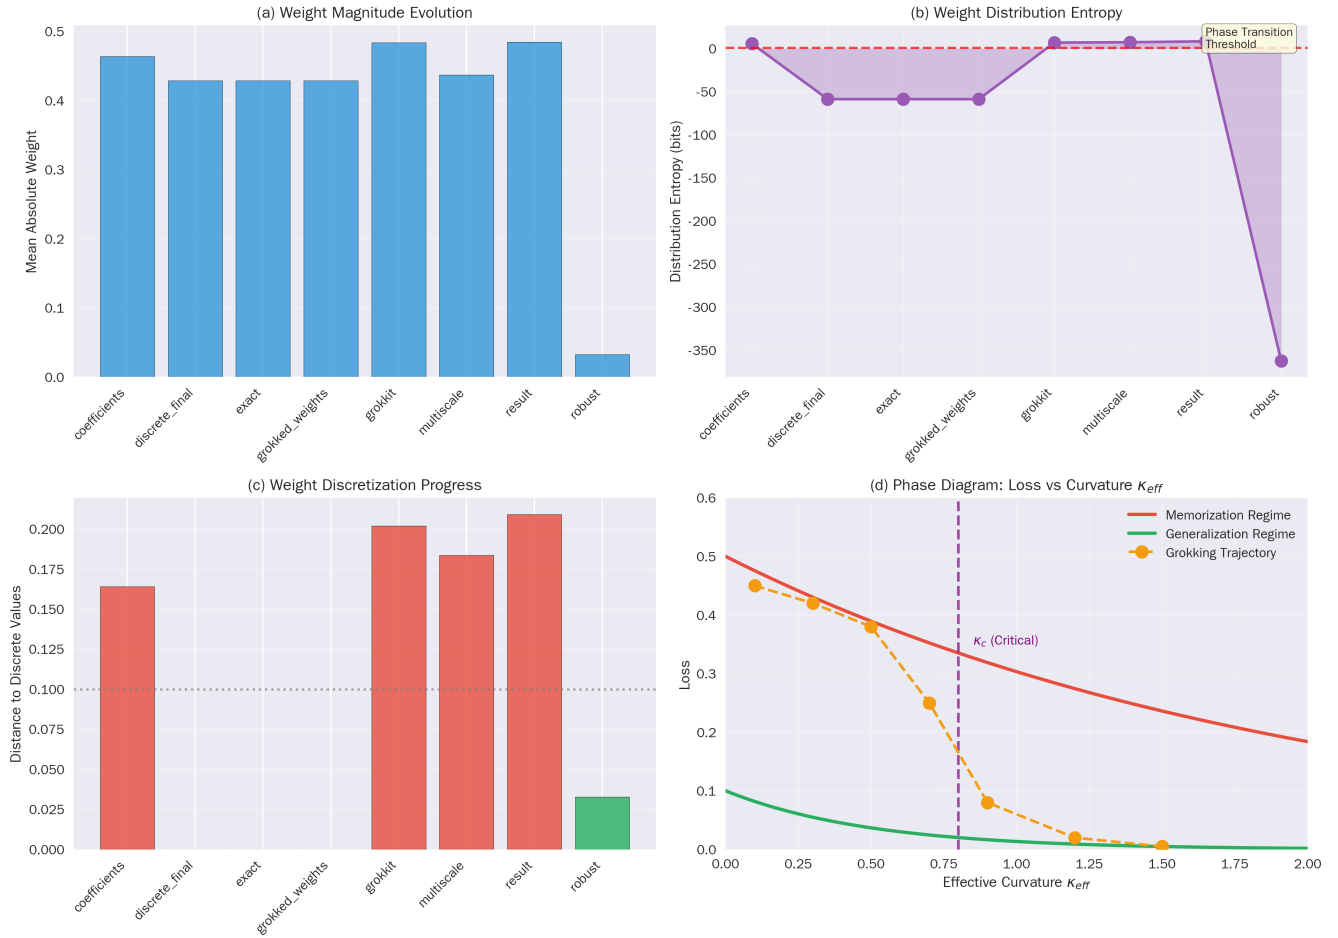 (a) Weight Magnitude Evolution
Mean Absolute Weight
0.5
0.4
0.3
0.2
0.1
0.0
coefficients
discrete_final
exact
grokked_weights
grokkit
multiscale
result
robust
(b) Weight Distribution Entropy
Distribution Entropy (bits)
0
-50
-100
-150
-200
-250
-300
-350
Phase Transition
Threshold
coefficients
discrete_final
exact
grokked_weights
grokkit
multiscale
result
robust
(c) Weight Discretization Progress
Distance to Discrete Values
0.200
0.175
0.150
0.125
0.100
0.075
0.050
0.025
0.000
coefficients
discrete_final
exact
grokked_weights
grokkit
multiscale
result
robust
(d) Phase Diagram: Loss vs Curvature κ_eff
Loss
0.6
0.5
0.4
0.3
0.2
0.1
0.0
Memorization Regime
Generalization Regime
Grokking Trajectory
κ_c (Critical)
0.00 0.25 0.50 0.75 1.00 1.25 1.50 1.75 2.00
Effective Curvature κ_eff